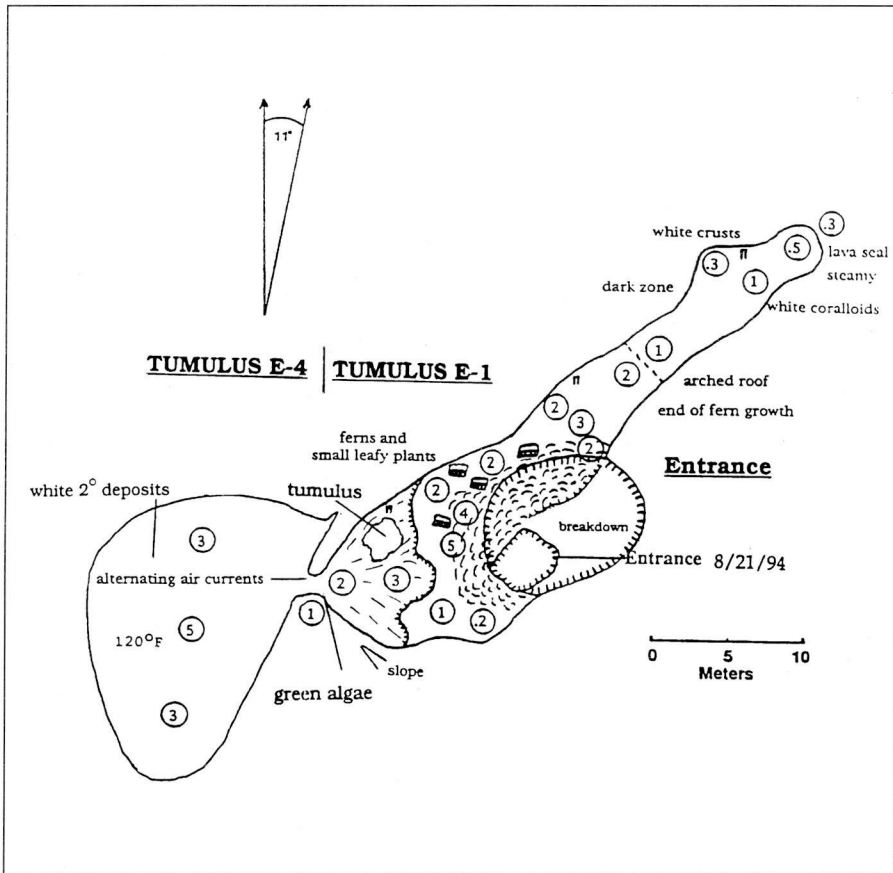 11°
white crusts
.3
.3
.5
lava seal
dark zone
1
steamy
white coralloids
TUMULUS E-4 | TUMULUS E-1
1
2
arched roof
end of fern growth
2
3
ferns and
small leafy plants
2
2
Entrance
white 2° deposits
tumulus
2
4
breakdown
3
5
Entrance 8/21/94
alternating air currents
2
3
1
1
.2
5
120°F
0 5 10
Meters
slope
green algae
3